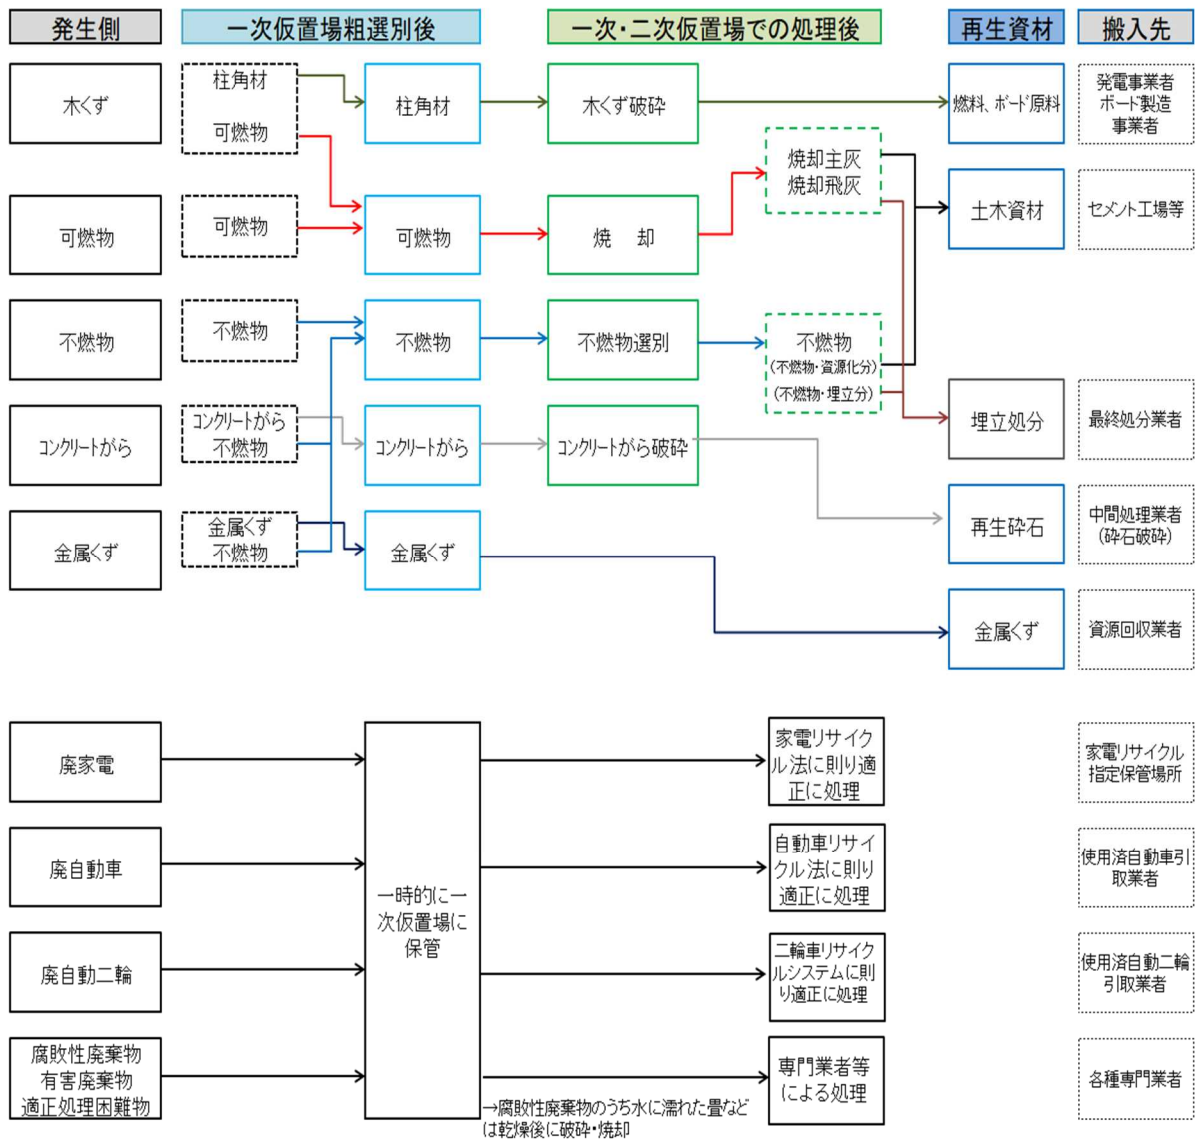 発生側
一次仮置場粗選別後
一次・二次仮置場での処理後
再生資材
搬入先
木くず
柱角材
可燃物
柱角材
木くず破砕
燃料、ボード原料
発電事業者
ボード製造
事業者
焼却主灰
焼却飛灰
可燃物
可燃物
可燃物
焼 却
土木資材
セメント工場等
不燃物
不燃物
不燃物
不燃物選別
不燃物
(不燃物・資源化分)
(不燃物・埋立分)
コンクリートがら
コンクリートがら
不燃物
コンクリートがら
コンクリートがら破砕
埋立処分
最終処分業者
金属くず
金属くず
不燃物
金属くず
再生砕石
中間処理業者
(砕石破砕)
金属くず
資源回収業者
廃家電
家電リサイク
ル法に則り適
正に処理
家電リサイクル
指定保管場所
廃自動車
自動車リサイ
クル法に則り
適正に処理
使用済自動車引
取業者
一時的に一
次仮置場に
保管
廃自動二輪
二輪車リサイク
ルシステムに則
り適正に処理
使用済自動二輪
引取業者
腐敗性廃棄物
有害廃棄物
適正処理困難物
専門業者等
による処理
各種専門業者
→腐敗性廃棄物のうち水に濡れた畳など
は乾燥後に破砕・焼却